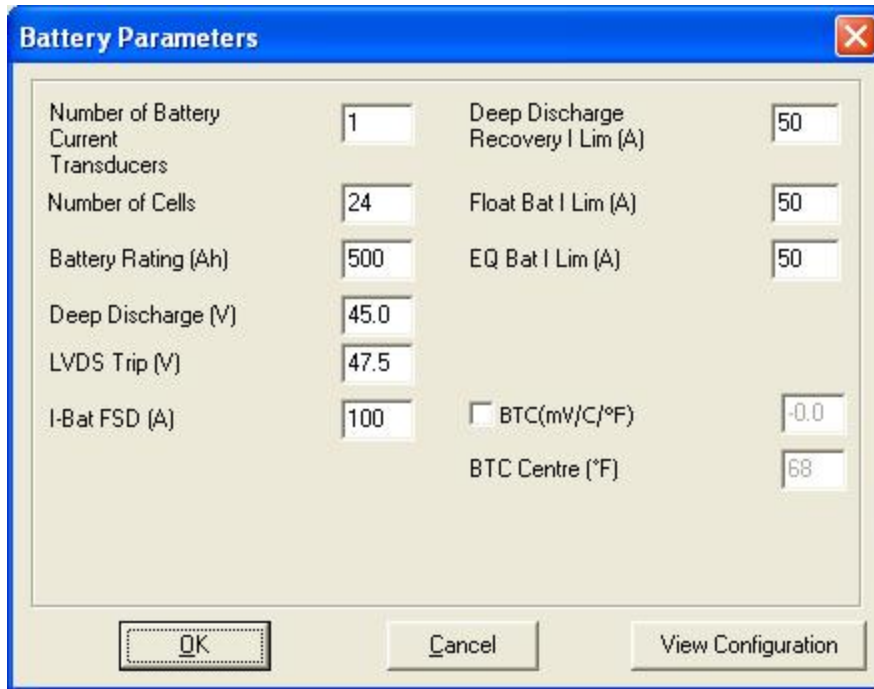 Battery Parameters
Number of Battery
Current
Transducers
1
Deep Discharge
Recovery I Lim (A)
50
Number of Cells
24
Float Bat I Lim (A)
50
Battery Rating (Ah)
500
EQ Bat I Lim (A)
50
Deep Discharge (V)
45.0
LVDS Trip (V)
47.5
I-Bat FSD (A)
100
BTC(mV/C/ºF)
-0.0
BTC Centre (°F)
68
OK
Cancel
View Configuration